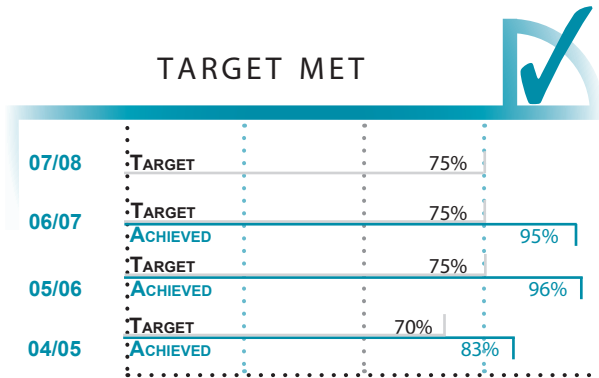 TARGET MET
07/08 TARGET 75%
06/07 TARGET 75%
ACHIEVED 95%
05/06 TARGET 75%
ACHIEVED 96%
04/05 TARGET 70%
ACHIEVED 83%